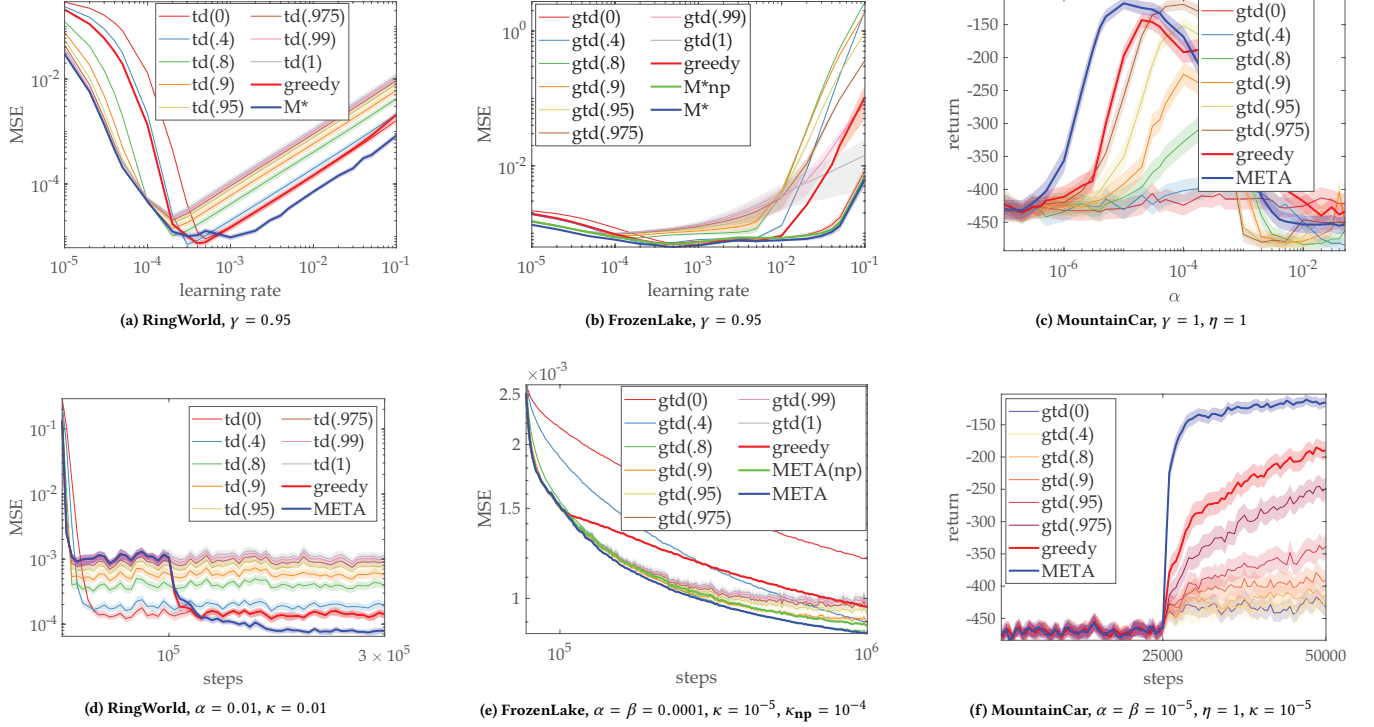 td(0)
td(.4)
td(.8)
td(.9)
td(.95)
td(.975)
td(.99)
td(1)
greedy
M*
10⁻²
10⁻⁴
MSE
10⁻⁵
10⁻⁴
10⁻³
10⁻²
10⁻¹
learning rate
(a) RingWorld, γ = 0.95
gtd(0)
gtd(.4)
gtd(.8)
gtd(.9)
gtd(.95)
gtd(.975)
gtd(.99)
gtd(1)
greedy
M*np
M*
10⁰
10⁻²
MSE
10⁻⁵
10⁻⁴
10⁻³
10⁻²
10⁻¹
learning rate
(b) FrozenLake, γ = 0.95
gtd(0)
gtd(.4)
gtd(.8)
gtd(.9)
gtd(.95)
gtd(.975)
greedy
META
-150
-200
-250
-300
-350
-400
-450
return
10⁻⁶
10⁻⁴
10⁻²
α
(c) MountainCar, γ = 1, η = 1
td(0)
td(.4)
td(.8)
td(.9)
td(.95)
td(.975)
td(.99)
td(1)
greedy
META
10⁻¹
10⁻²
10⁻³
10⁻⁴
MSE
10⁵
3 × 10⁵
steps
(d) RingWorld, α = 0.01, κ = 0.01
×10⁻³
gtd(0)
gtd(.4)
gtd(.8)
gtd(.9)
gtd(.95)
gtd(.975)
gtd(.99)
gtd(1)
greedy
META(np)
META
2.5
2
1.5
1
MSE
10⁵
10⁶
steps
(e) FrozenLake, α = β = 0.0001, κ = 10⁻⁵, κnp = 10⁻⁴
gtd(0)
gtd(.4)
gtd(.8)
gtd(.9)
gtd(.95)
gtd(.975)
greedy
META
-150
-200
-250
-300
-350
-400
-450
return
25000
50000
steps
(f) MountainCar, α = β = 10⁻⁵, η = 1, κ = 10⁻⁵